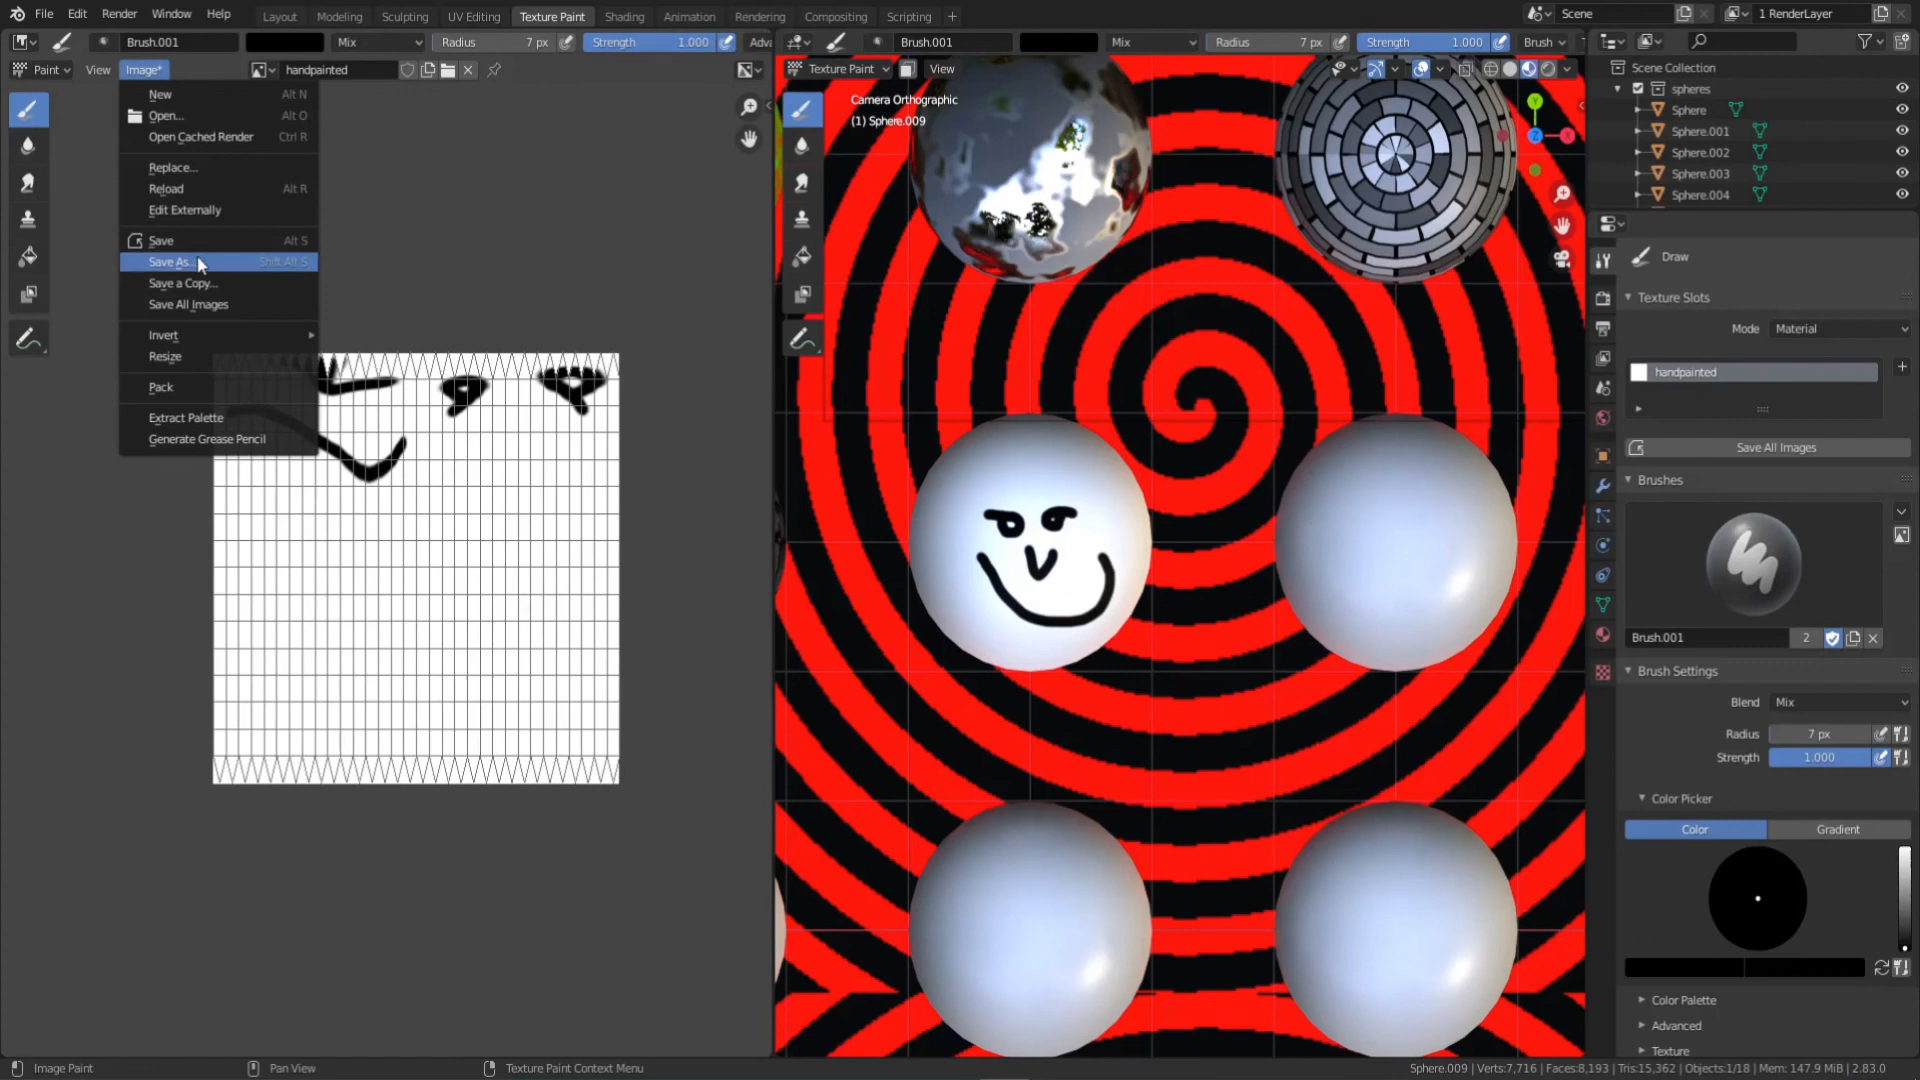 File Edit Render Window Help Layout Modeling Sculpting UV Editing Texture Paint Shading Animation Rendering Compositing Scripting + Scene 1 RenderLayer
Brush.001 Mix Radius 7 px Strength 1.000 Adva
Brush.001 Mix Radius 7 px Strength 1.000 Brush
Paint View Image* handpainted
Texture Paint View
Camera Orthographic
(1) Sphere.009
New Alt N
Open... Alt O
Open Cached Render Ctrl R
Replace...
Reload Alt R
Edit Externally
Save Alt S
Save As... Shift Alt S
Save a Copy...
Save All Images
Invert
Resize
Pack
Extract Palette
Generate Grease Pencil
Y
Z
X
Scene Collection
spheres
Sphere
Sphere.001
Sphere.002
Sphere.003
Sphere.004
Draw
Texture Slots
Mode Material
handpainted
Save All Images
Brushes
Brush.001 2
Brush Settings
Blend Mix
Radius 7 px
Strength 1.000
Color Picker
Color Gradient
Color Palette
Advanced
Texture
Image Paint Pan View Texture Paint Context Menu Sphere.009 | Verts:7,716 | Faces:8,193 | Tris:15,362 | Objects:1/18 | Mem: 147.9 MiB | 2.83.0